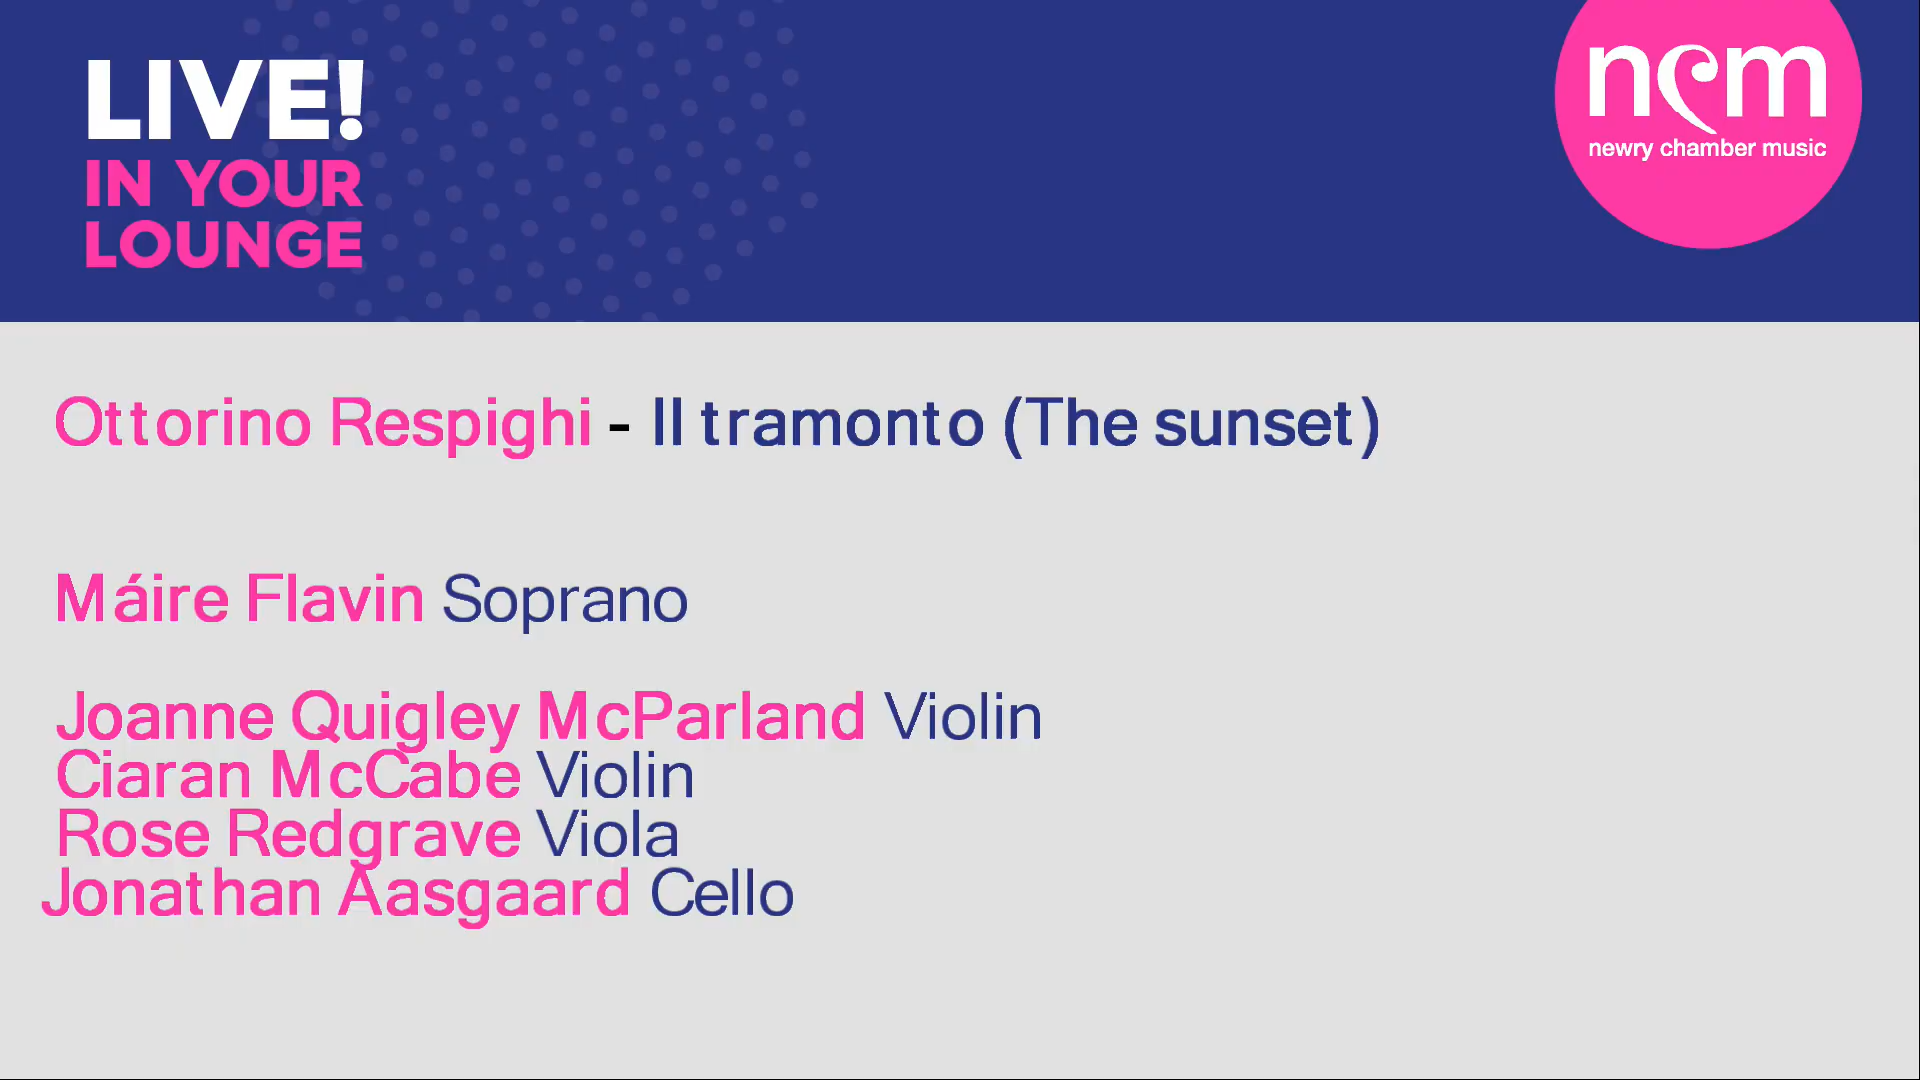 LIVE!
IN YOUR
LOUNGE
ncm
newry chamber music
Ottorino Respighi - Il tramonto (The sunset)
Máire Flavin Soprano
Joanne Quigley McParland Violin
Ciaran McCabe Violin
Rose Redgrave Viola
Jonathan Aasgaard Cello